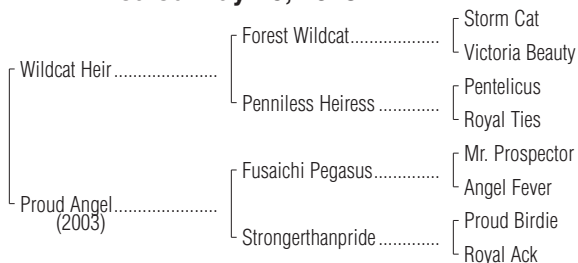 Storm Cat
Forest Wildcat.....................
Victoria Beauty
Wildcat Heir........................
Pentelicus
Penniless Heiress ..............
Royal Ties
Mr. Prospector
Fusaichi Pegasus................
Angel Fever
Proud Angel........................
(2003)
Proud Birdie
Strongerthanpride ..............
Royal Ack